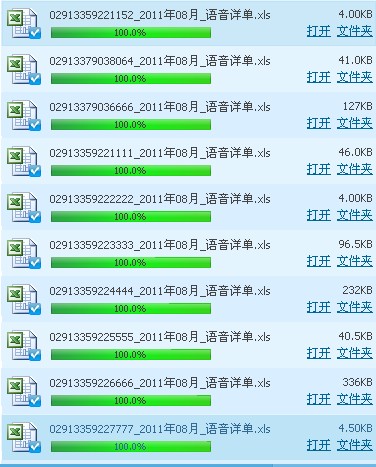 02913359221152_2011年08月_语音详单.xls 4.00KB
100.0% 打开 文件夹
02913379038064_2011年08月_语音详单.xls 41.0KB
100.0% 打开 文件夹
02913379036666_2011年08月_语音详单.xls 127KB
100.0% 打开 文件夹
02913359221111_2011年08月_语音详单.xls 46.0KB
100.0% 打开 文件夹
02913359222222_2011年08月_语音详单.xls 4.00KB
100.0% 打开 文件夹
02913359223333_2011年08月_语音详单.xls 96.5KB
100.0% 打开 文件夹
02913359224444_2011年08月_语音详单.xls 232KB
100.0% 打开 文件夹
02913359225555_2011年08月_语音详单.xls 40.5KB
100.0% 打开 文件夹
02913359226666_2011年08月_语音详单.xls 336KB
100.0% 打开 文件夹
02913359227777_2011年08月_语音详单.xls 4.50KB
100.0% 打开 文件夹